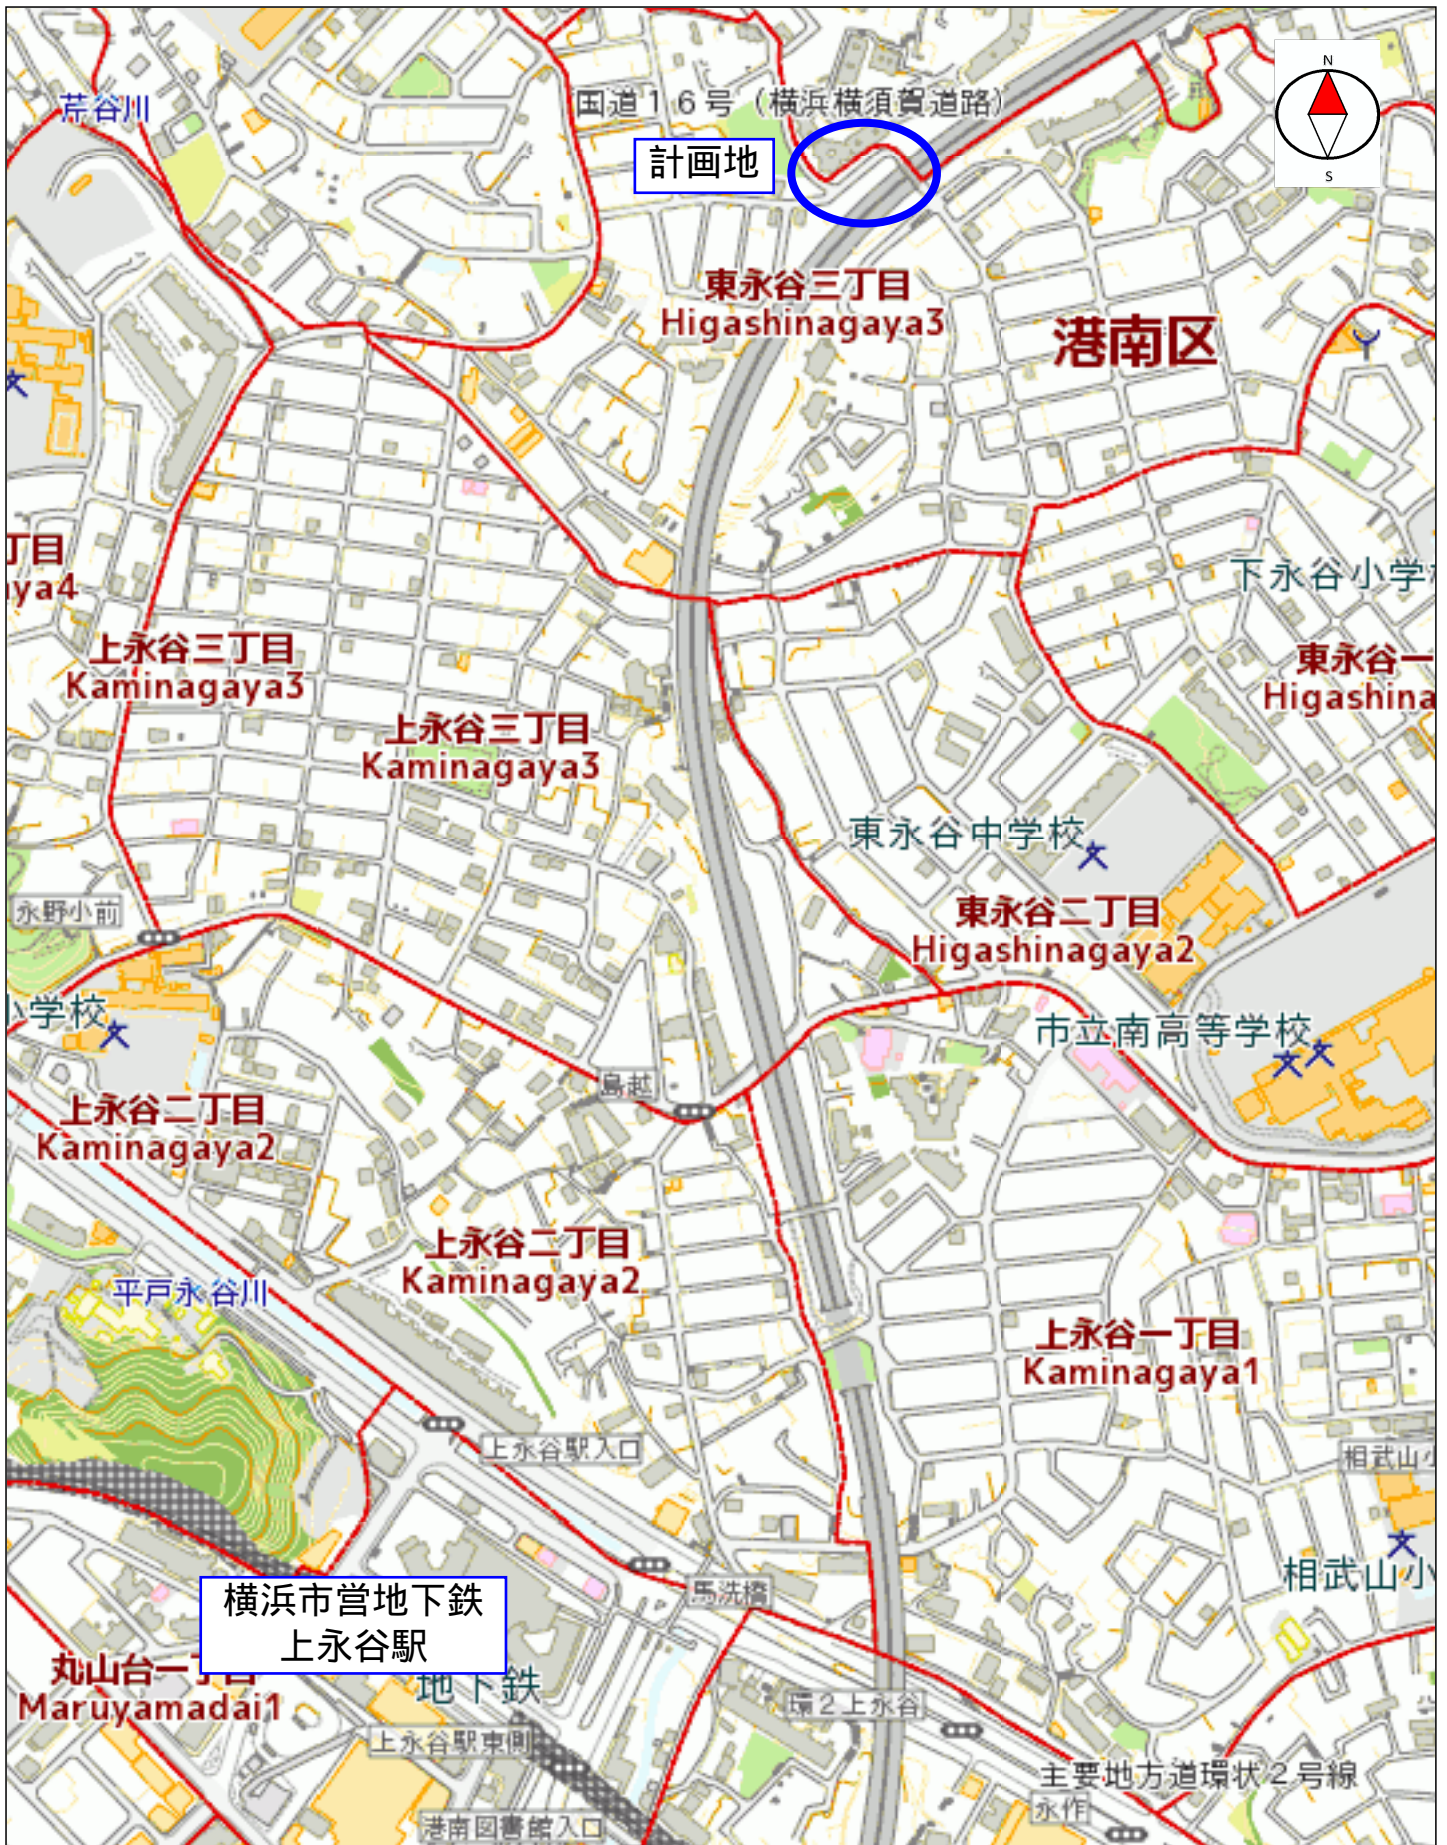 N
S
芹谷川
国道１６号（横浜横須賀道路）
計画地
東永谷三丁目
Higashinagaya3
港南区
丁目
ya4
下永谷小学
上永谷三丁目
Kaminagaya3
東永谷一
Higashina
上永谷三丁目
Kaminagaya3
東永谷中学校
永野小前
東永谷二丁目
Higashinagaya2
小学校
市立南高等学校
島越
上永谷二丁目
Kaminagaya2
上永谷二丁目
Kaminagaya2
平戸永谷川
上永谷一丁目
Kaminagaya1
上永谷駅入口
相武山小
相武山小
馬洗橋
横浜市営地下鉄
上永谷駅
丸山台一丁目
Maruyamadai1
地下鉄
環２上永谷
上永谷駅東側
主要地方道環状２号線
永作
港南図書館入口